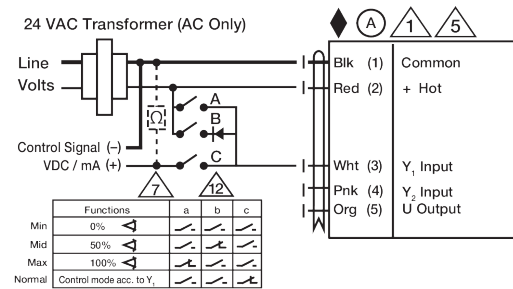 24 VAC Transformer (AC Only)
A 1 5
Line
Volts
Blk (1) Common
Red (2) + Hot
A
Ω
B
Control Signal (–)
VDC / mA (+)
C
Wht (3) Y1 Input
Pnk (4) Y2 Input
Org (5) U Output
7 12
Functions a b c
Min 0%
Mid 50%
Max 100%
Normal Control mode acc. to Y1